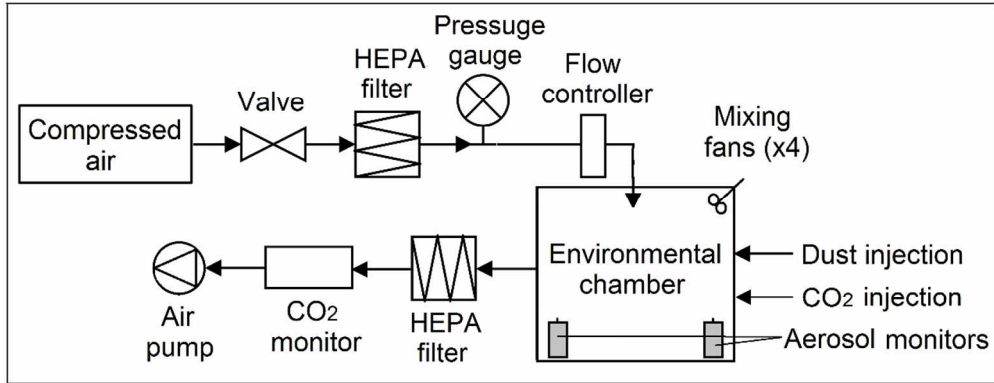 Compressed
air
Valve
HEPA
filter
Pressuge
gauge
Flow
controller
Mixing
fans (x4)
Environmental
chamber
Dust injection
CO2 injection
Aerosol monitors
HEPA
filter
CO2
monitor
Air
pump